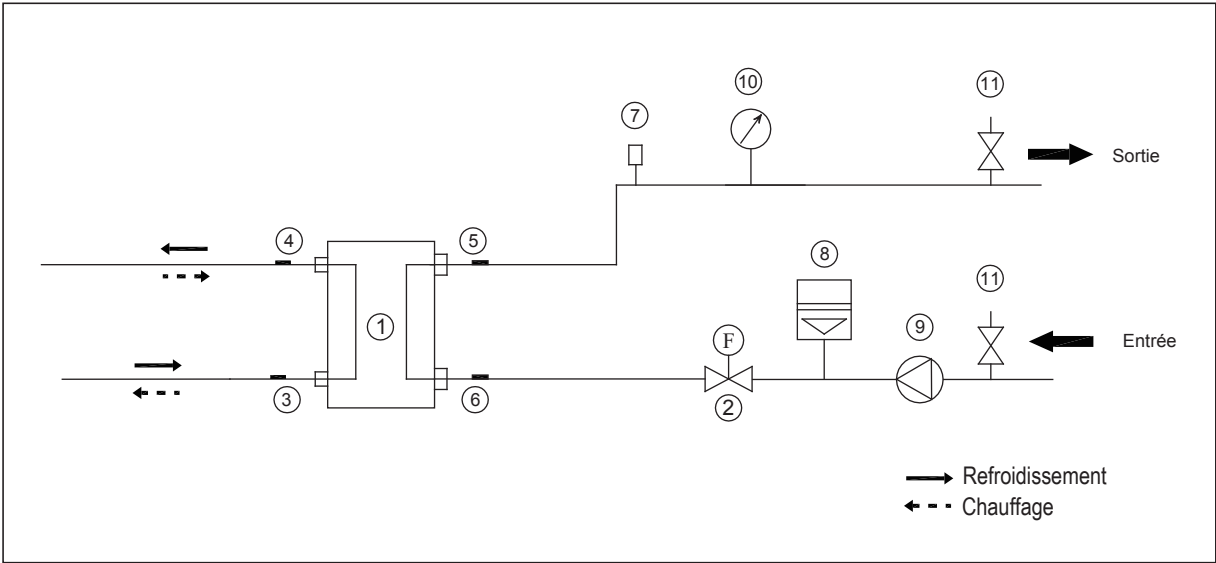 10
11
7
Sortie
4
5
8
11
1
9
F
Entrée
3
6
2
Refroidissement
Chauffage